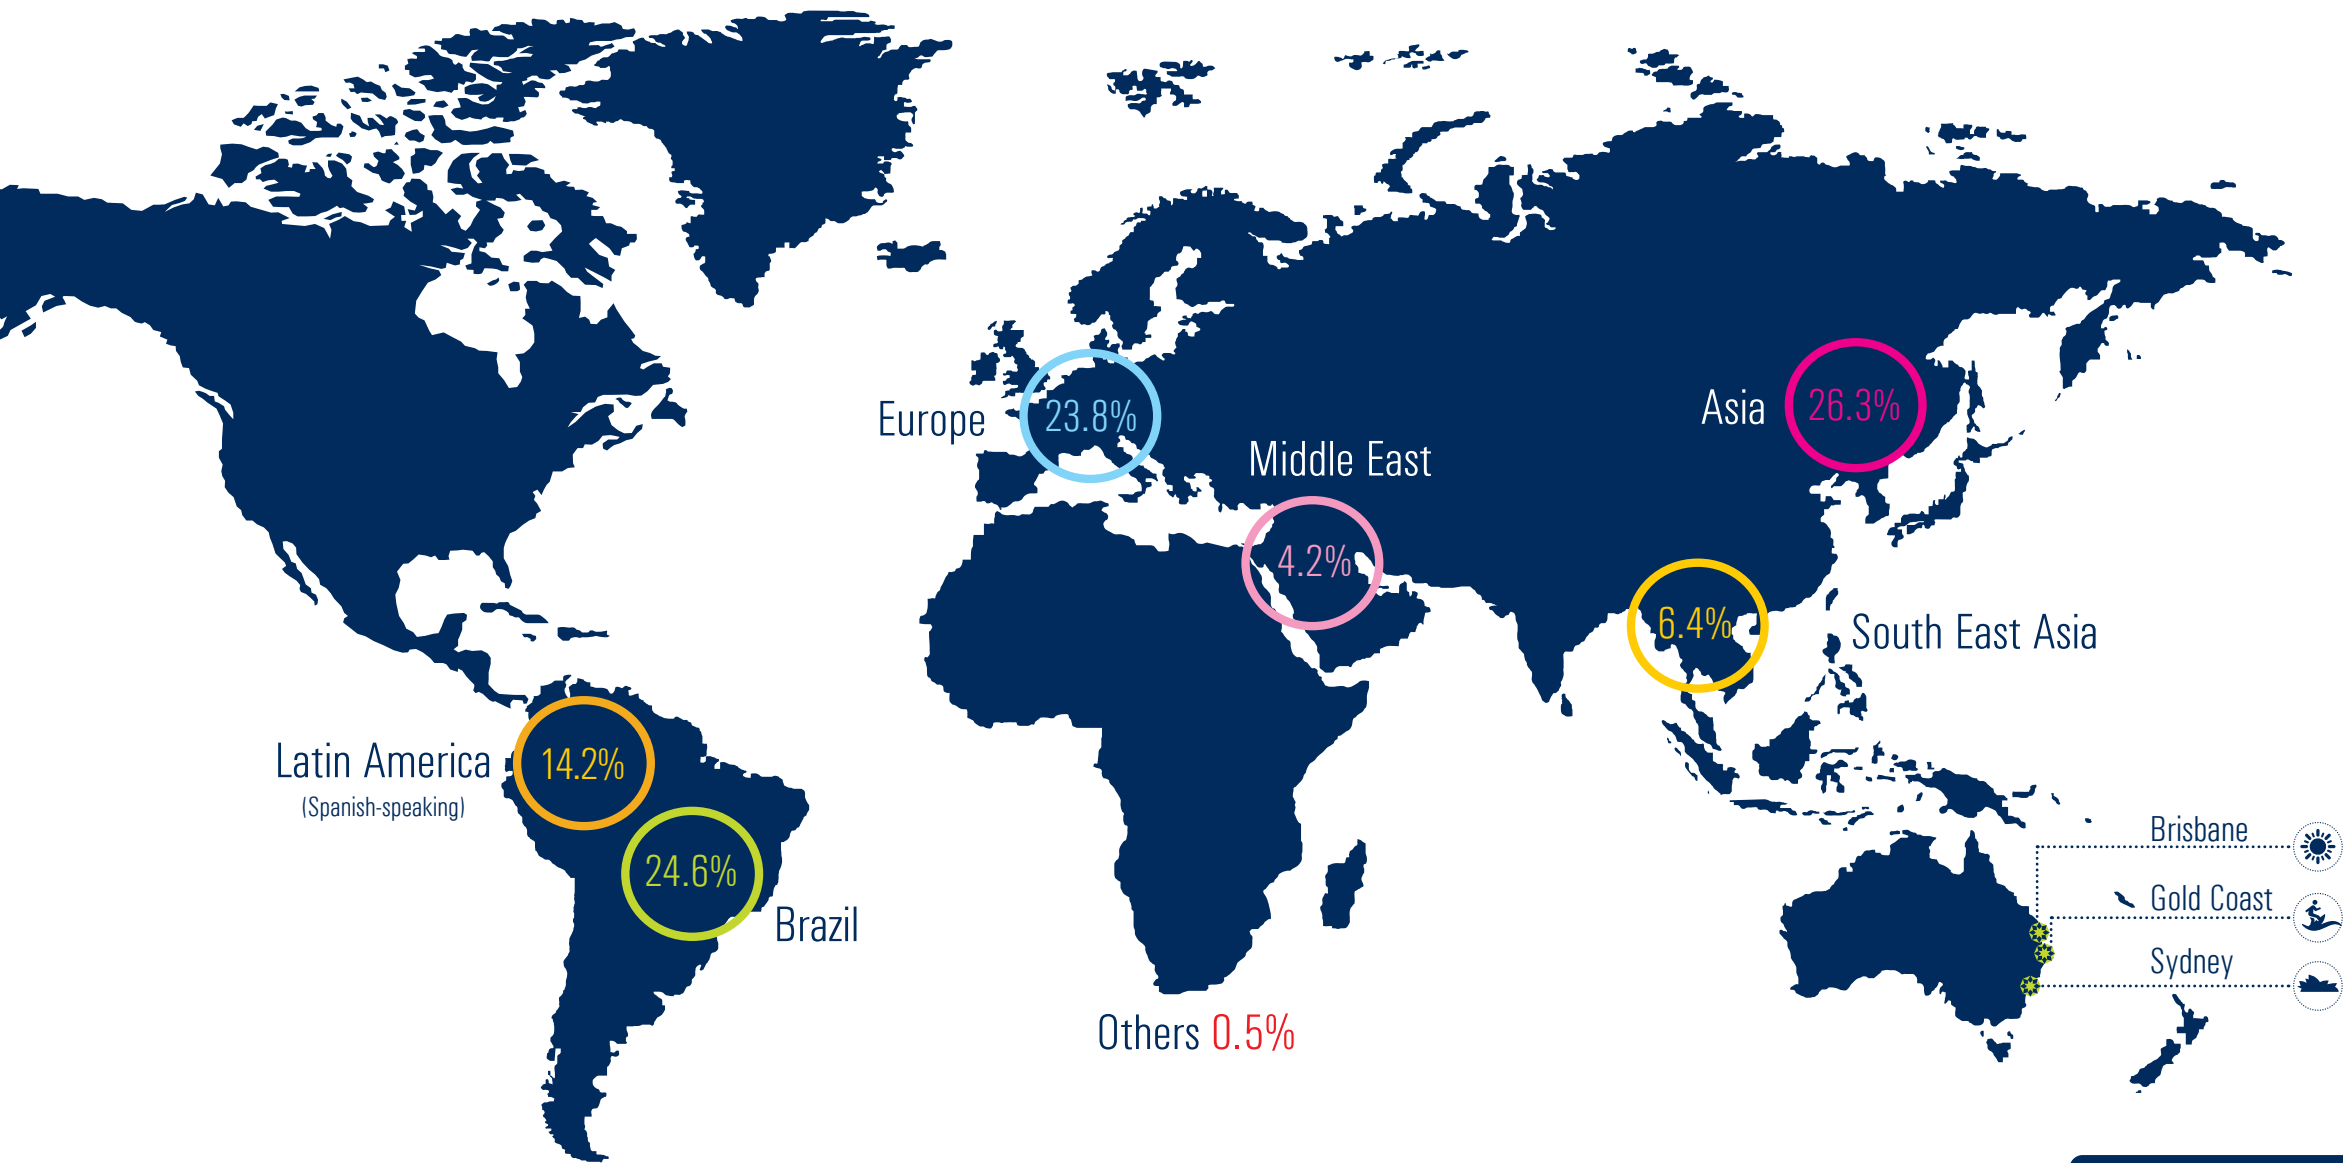 Europe
23.8%
Asia
26.3%
Middle East
4.2%
6.4%
South East Asia
Latin America
(Spanish-speaking)
14.2%
24.6%
Brazil
Brisbane
Gold Coast
Sydney
Others 0.5%